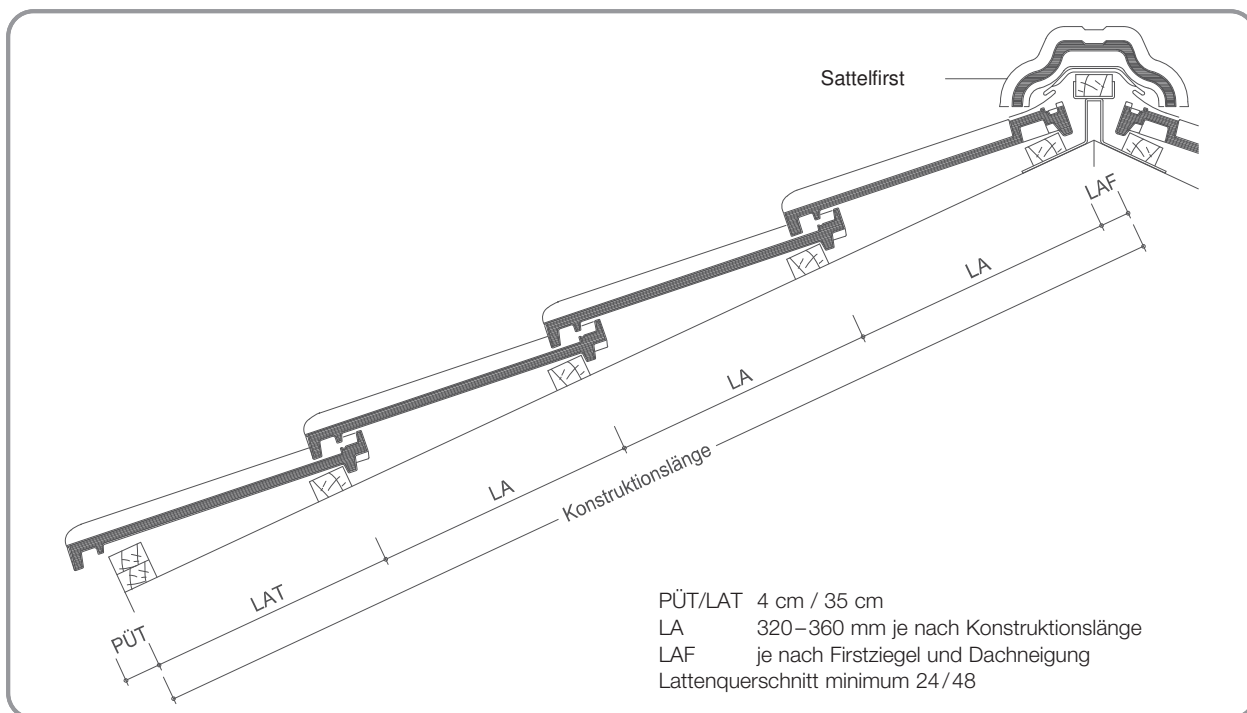 Sattelfirst
LAF
LA
LA
LA
Konstruktionslänge
LAT
PÜT
PÜT/LAT 4 cm / 35 cm
LA 320–360 mm je nach Konstruktionslänge
LAF je nach Firstziegel und Dachneigung
Lattenquerschnitt minimum 24/48